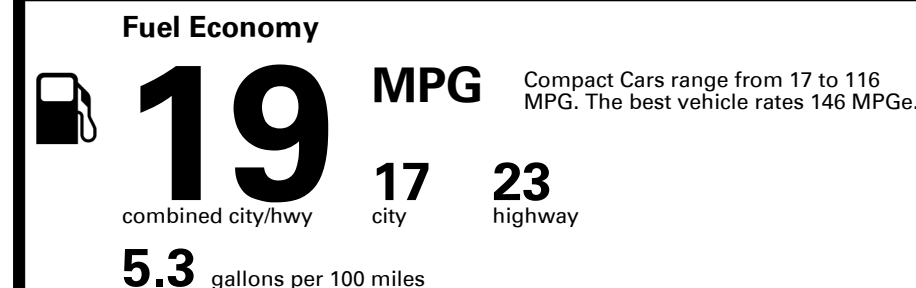 Fuel Economy
19
MPG
Compact Cars range from 17 to 116
MPG. The best vehicle rates 146 MPGe.
17
23
combined city/hwy
city
highway
5.3 gallons per 100 miles